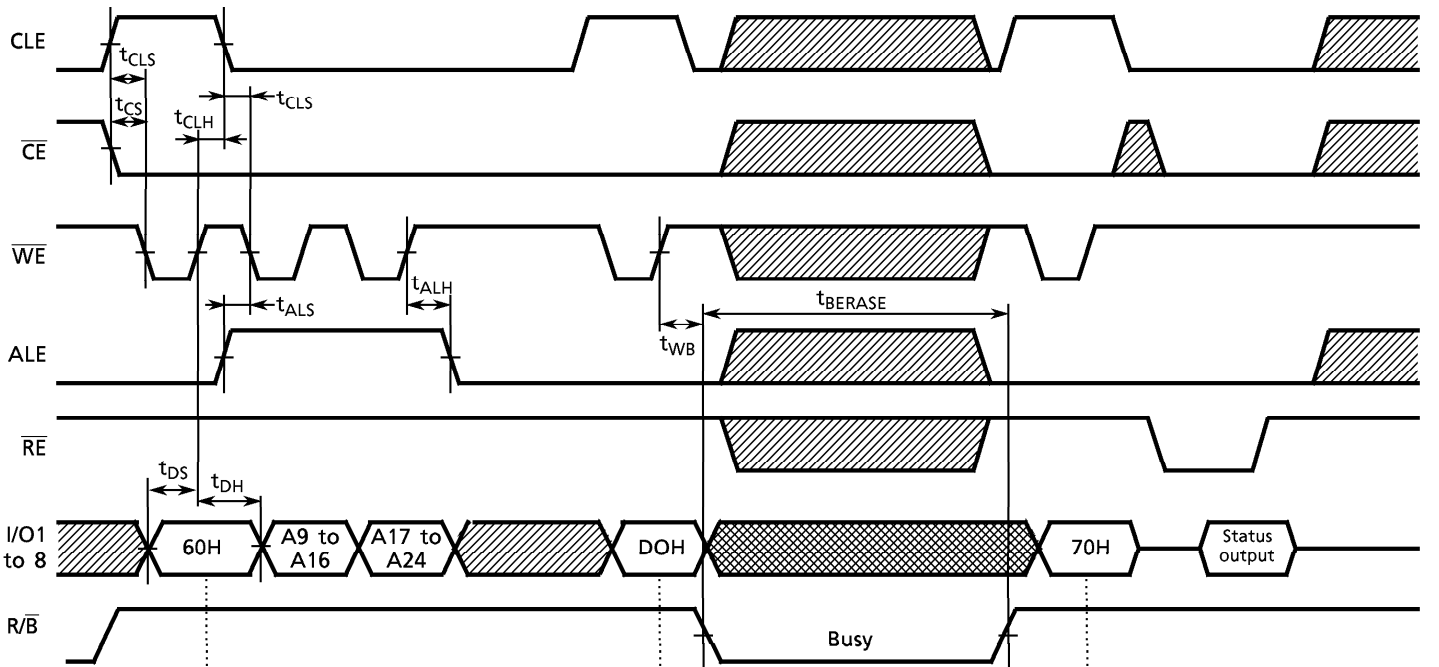 CLE
tCLS
tCS
tCLH
tCLS
CE
WE
tALS
tALH
tWB
tBERASE
ALE
RE
tDS
tDH
I/O1
to 8
60H
A9 to
A16
A17 to
A24
DOH
70H
Status
output
R/B
Busy